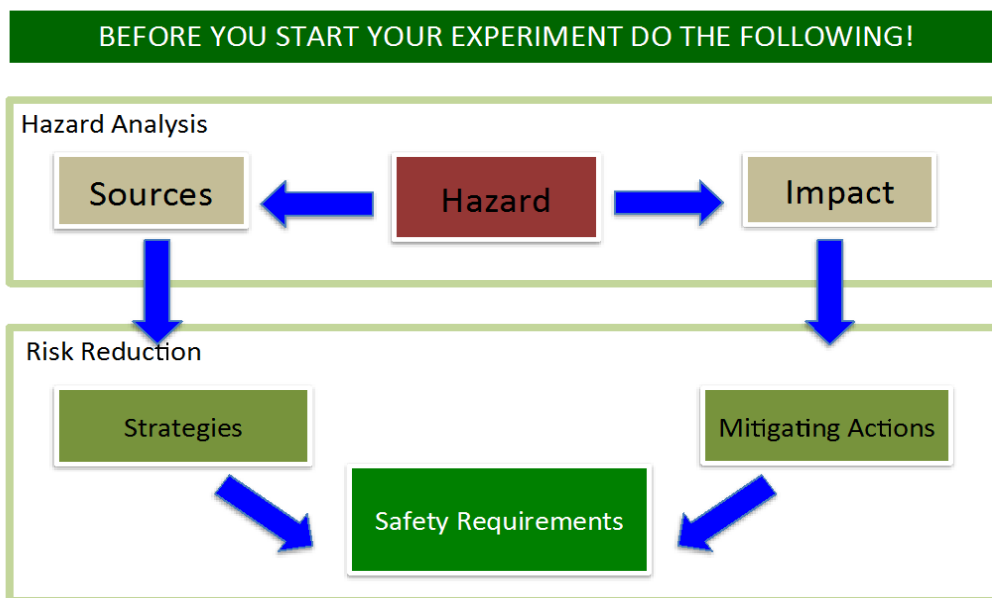 BEFORE YOU START YOUR EXPERIMENT DO THE FOLLOWING!
Hazard Analysis
Sources
Hazard
Impact
Risk Reduction
Strategies
Mitigating Actions
Safety Requirements